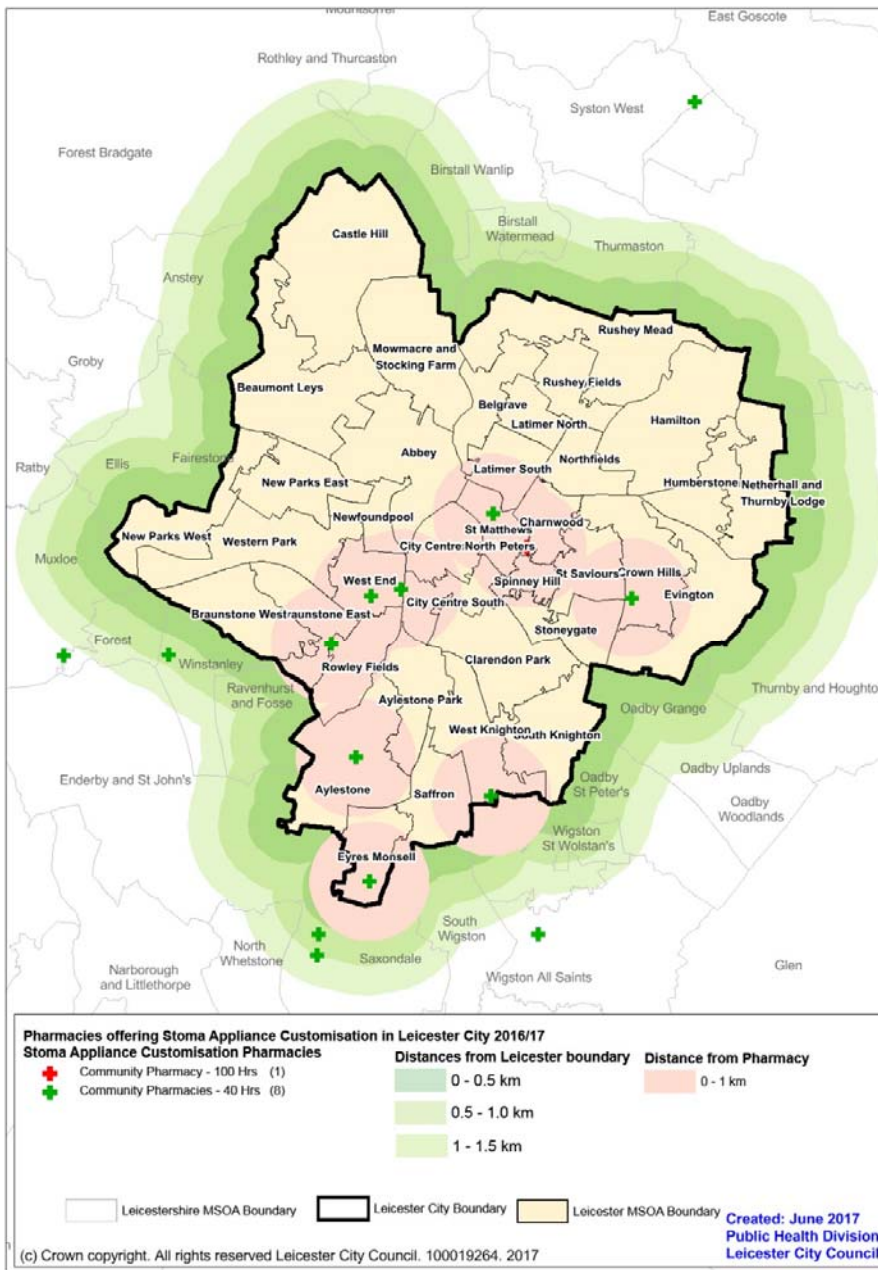 Mountsorrel
East Goscote
Rothley and Thurcaston
Syston West
Forest Bradgate
Birstall Wanlip
Birstall
Watermead
Thurmaston
Castle Hill
Anstey
Rushey Mead
Groby
Mowmacre and
Stocking Farm
Beaumont Leys
Rushey Fields
Belgrave
Hamilton
Latimer North
Abbey
Ratby
Ellis
Fairestone
Latimer South
Northfields
New Parks East
Humberstone
Netherhall and
Thurnby Lodge
Newfoundpool
Charnwood
St Matthews
New Parks West
Western Park
City Centre North
Peters
Muxloe
West End
Spinney Hill
St Saviours
Crown Hills
Evington
Braunstone West
Braunstone East
City Centre South
Stoneygate
Forest
Winstanley
Rowley Fields
Clarendon Park
Ravenhurst
and Fosse
Aylestone Park
Thurnby and Houghton
Oadby Grange
West Knighton
South Knighton
Enderby and St John's
Oadby
St Peter's
Oadby Uplands
Aylestone
Saffron
Oadby
Woodlands
Wigston
St Wolstan's
Eyres Monsell
South
Wigston
North
Whetstone
Saxondale
Narborough
and Littlethorpe
Wigston All Saints
Glen
Pharmacies offering Stoma Appliance Customisation in Leicester City 2016/17
Stoma Appliance Customisation Pharmacies
Community Pharmacy - 100 Hrs (1)
Community Pharmacies - 40 Hrs (8)
Distances from Leicester boundary
0 - 0.5 km
0.5 - 1.0 km
1 - 1.5 km
Distance from Pharmacy
0 - 1 km
Leicestershire MSOA Boundary
Leicester City Boundary
Leicester MSOA Boundary
Created: June 2017
Public Health Division
Leicester City Council
(c) Crown copyright. All rights reserved Leicester City Council. 100019264. 2017